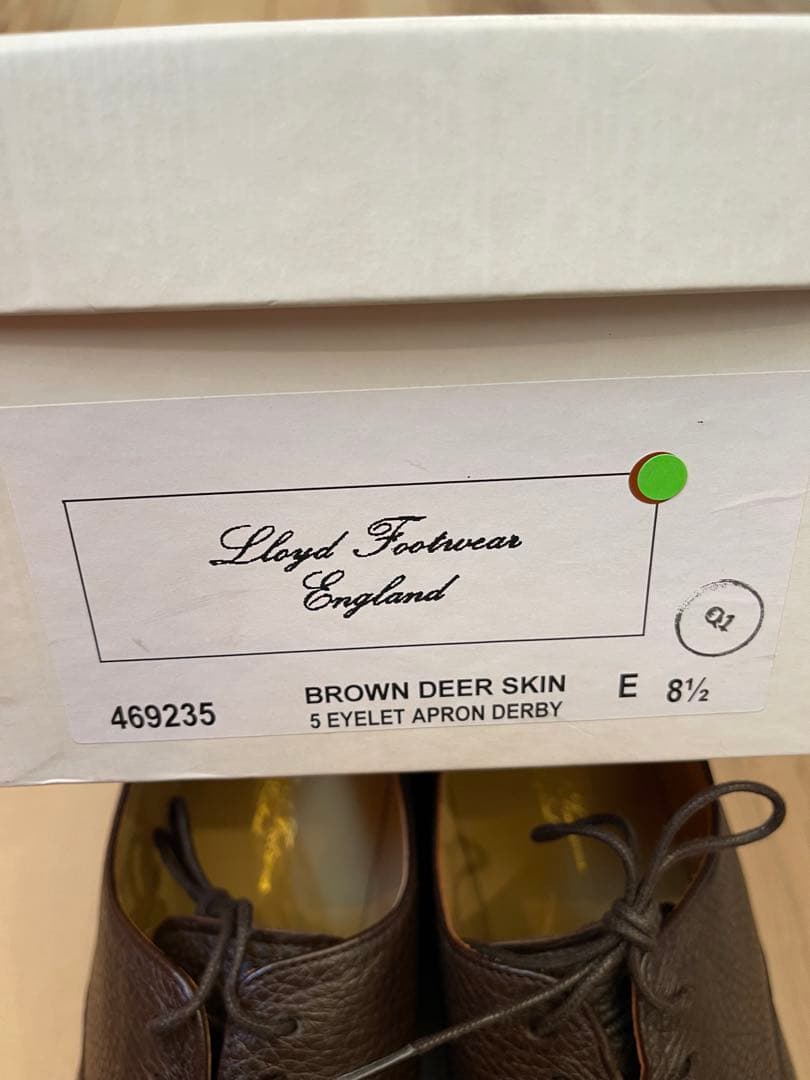 Lloyd Footwear
England
Q1
469235 BROWN DEER SKIN E 8½
5 EYELET APRON DERBY